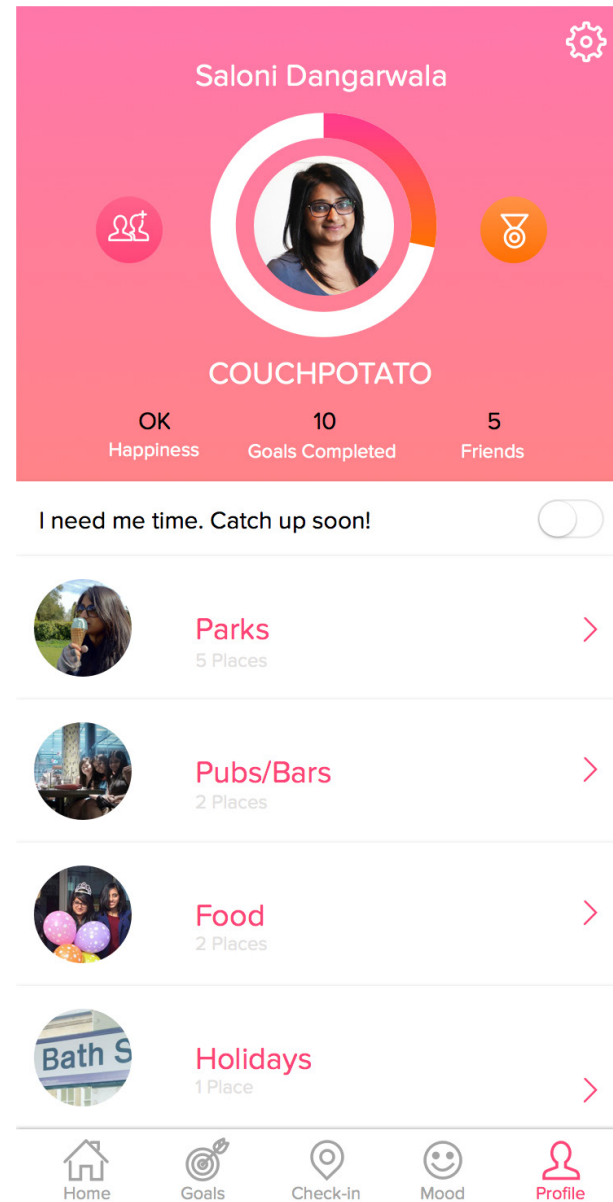 Saloni Dangarwala
COUCHPOTATO
OK 10 5
Happiness Goals Completed Friends
I need me time. Catch up soon!
Parks
5 Places
Pubs/Bars
2 Places
Food
2 Places
Bath S
Holidays
1 Place
Home Goals Check-in Mood Profile